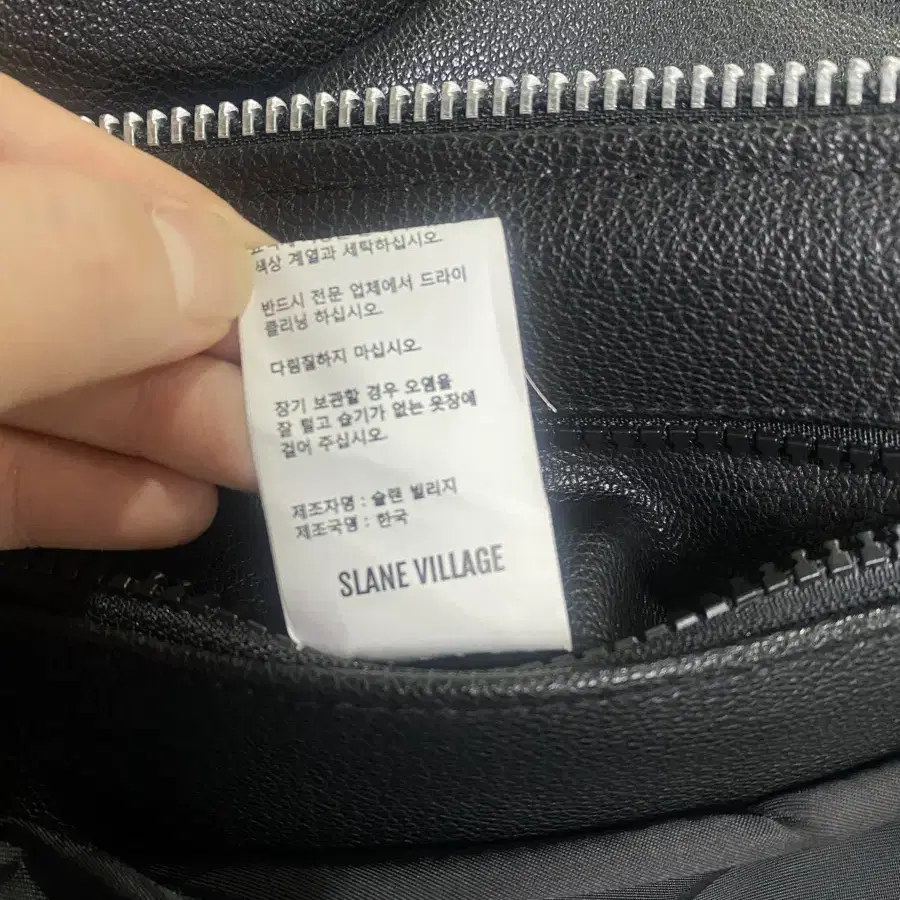 색상 계열과 세탁하십시오.
반드시 전문 업체에서 드라이
클리닝 하십시오.
다림질하지 마십시오.
장기 보관할 경우 오염을
잘 털고 습기가 없는 옷장에
걸어 주십시오.
제조자명 : 슬랜 빌리지
제조국명 : 한국
SLANE VILLAGE